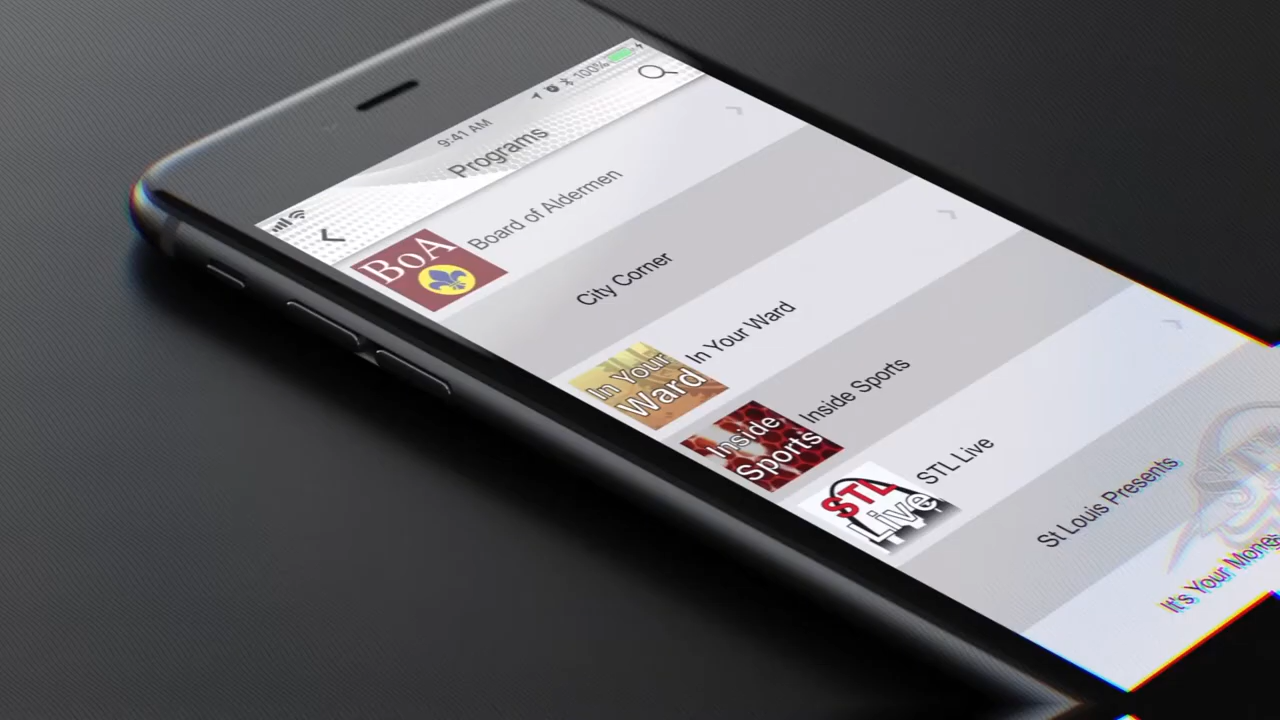 9:41 AM
100%
Programs
BoA
Board of Aldermen
City Corner
In Your
Ward
In Your Ward
Inside
Sports
Inside Sports
STL
Live
STL Live
St Louis Presents
It's Your Money